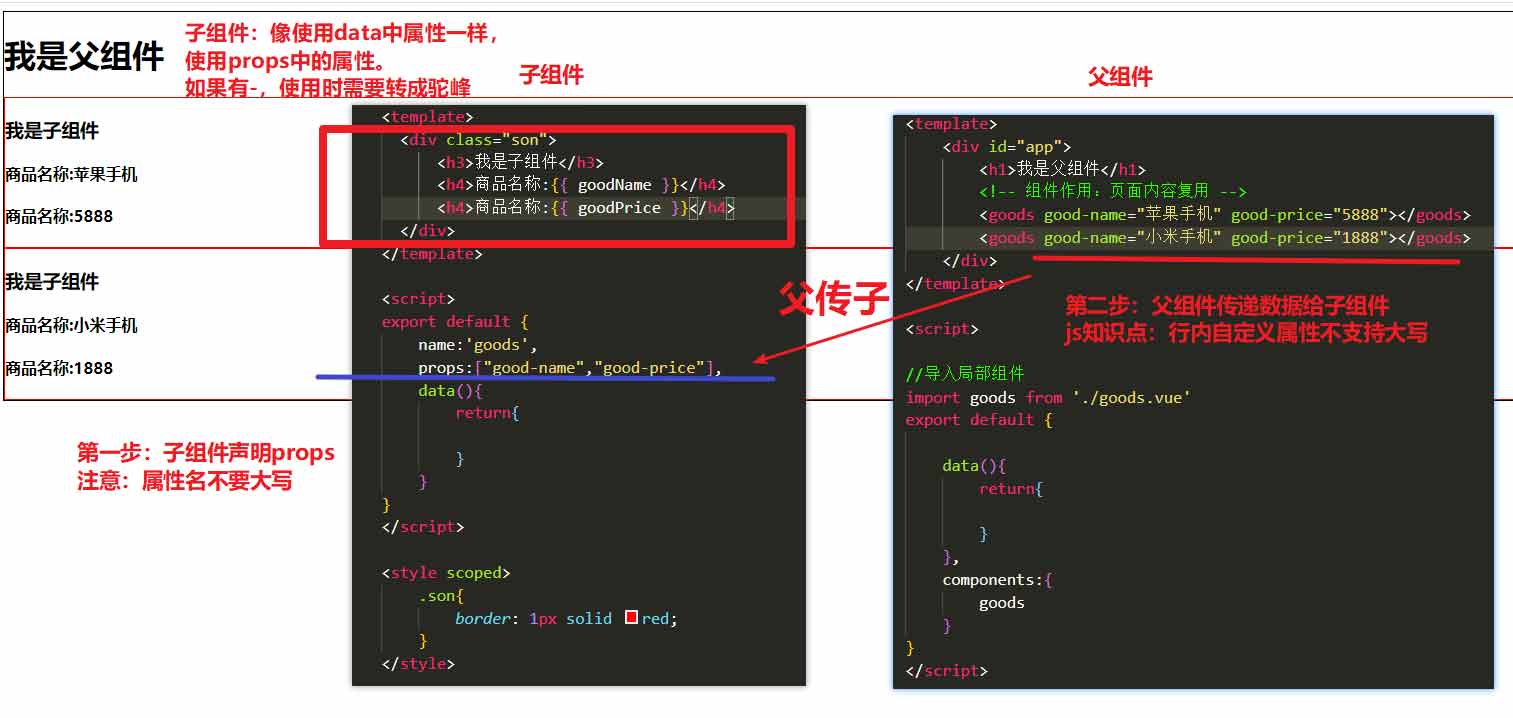 我是父组件
子组件：像使用data中属性一样，
使用props中的属性。
如果有-，使用时需要转成驼峰
子组件
父组件
我是子组件
商品名称:苹果手机
商品名称:5888
我是子组件
商品名称:小米手机
商品名称:1888
第一步：子组件声明props
注意：属性名不要大写
<template>
<div class="son">
<h3>我是子组件</h3>
<h4>商品名称:{{ goodName }}</h4>
<h4>商品名称:{{ goodPrice }}</h4>
</div>
</template>
<script>
export default {
name:'goods',
props:["good-name","good-price"],
data(){
return{
}
}
}
</script>
<style scoped>
.son{
border: 1px solid red;
}
</style>
父传子
<template>
<div id="app">
<h1>我是父组件</h1>
<!-- 组件作用：页面内容复用 -->
<goods good-name="苹果手机" good-price="5888"></goods>
<goods good-name="小米手机" good-price="1888"></goods>
</div>
</template>
第二步：父组件传递数据给子组件
js知识点：行内自定义属性不支持大写
<script>
//导入局部组件
import goods from './goods.vue'
export default {
data(){
return{
}
},
components:{
goods
}
}
</script>